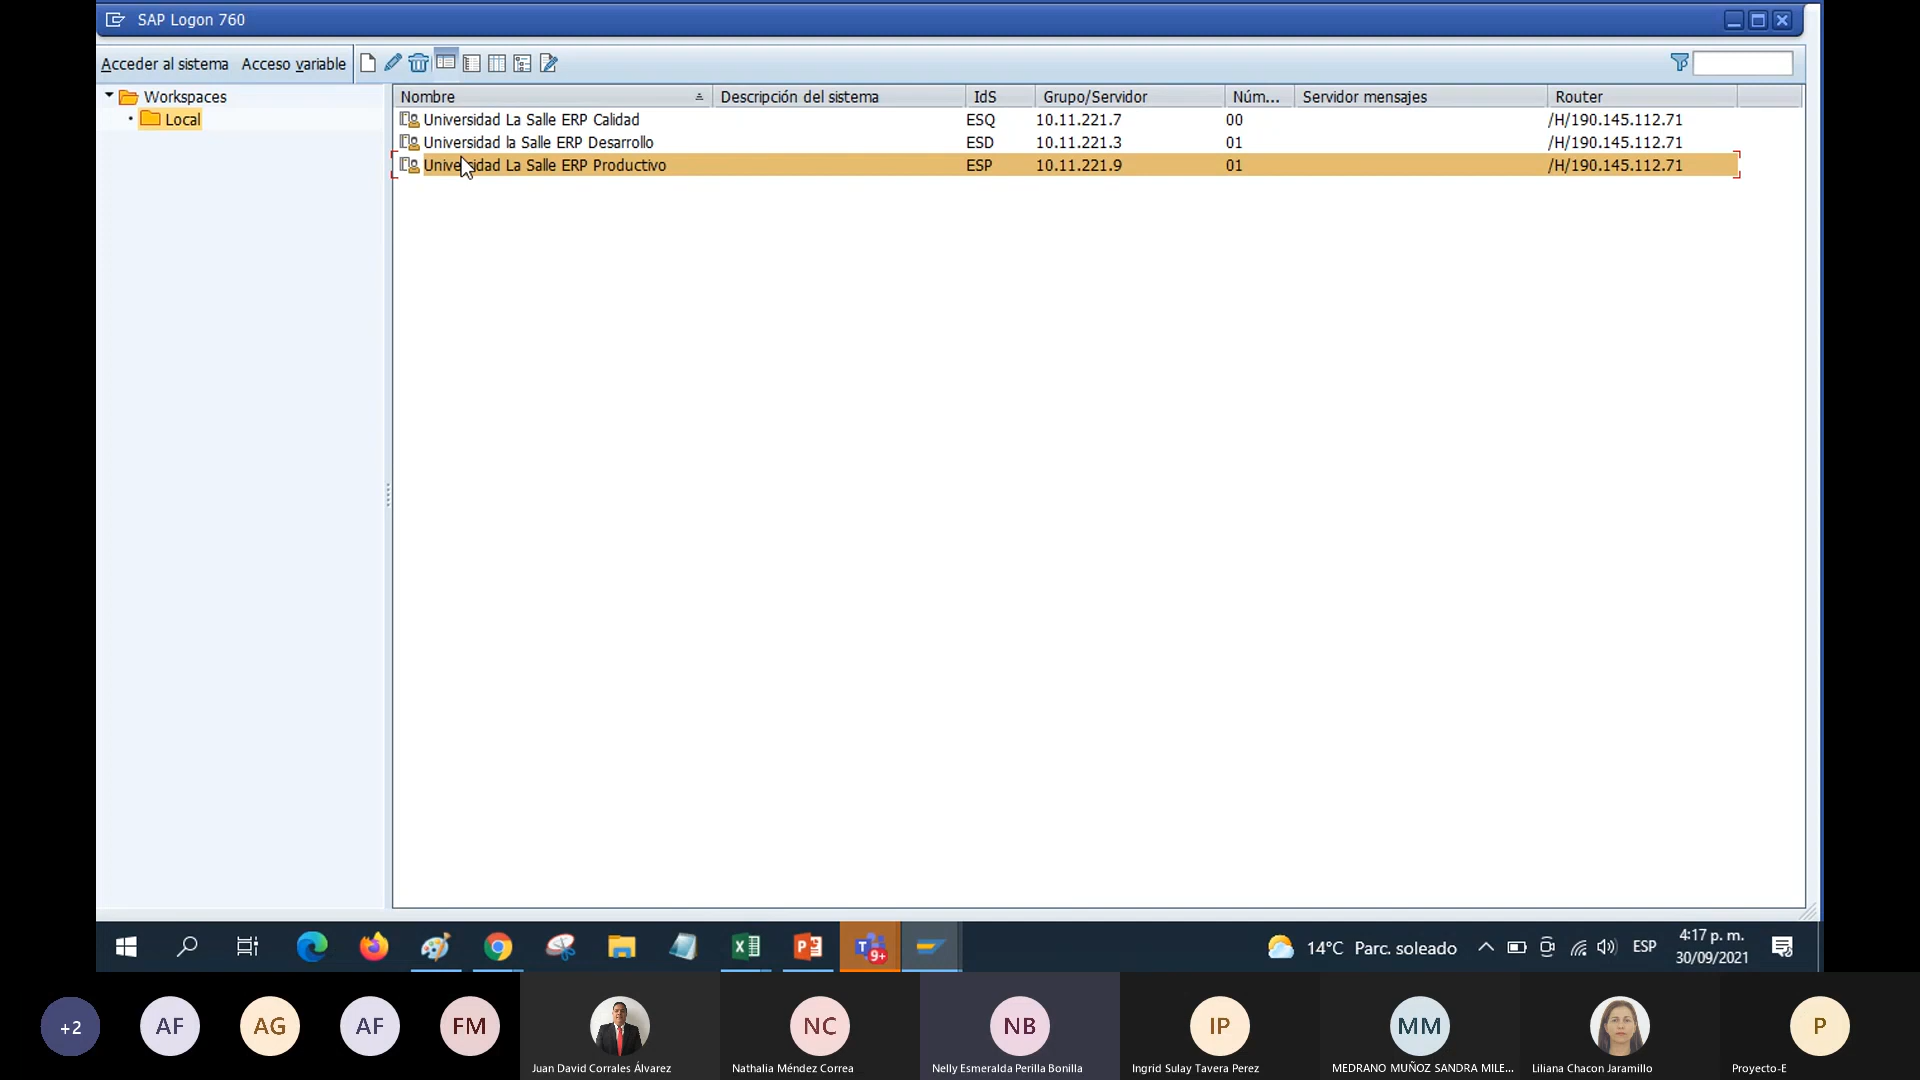 SAP Logon 760
Acceder al sistema Acceso variable
Workspaces
Local
Nombre Descripción del sistema IdS Grupo/Servidor Núm... Servidor mensajes Router
Universidad La Salle ERP Calidad ESQ 10.11.221.7 00 /H/190.145.112.71
Universidad la Salle ERP Desarrollo ESD 10.11.221.3 01 /H/190.145.112.71
Universidad La Salle ERP Productivo ESP 10.11.221.9 01 /H/190.145.112.71
9+
14°C Parc. soleado ESP 4:17 p. m.
30/09/2021
+2 AF AG AF FM NC NB IP MM P
Juan David Corrales Álvarez Nathalia Méndez Correa Nelly Esmeralda Perilla Bonilla Ingrid Sulay Tavera Perez MEDRANO MUÑOZ SANDRA MILE... Liliana Chacon Jaramillo Proyecto-E